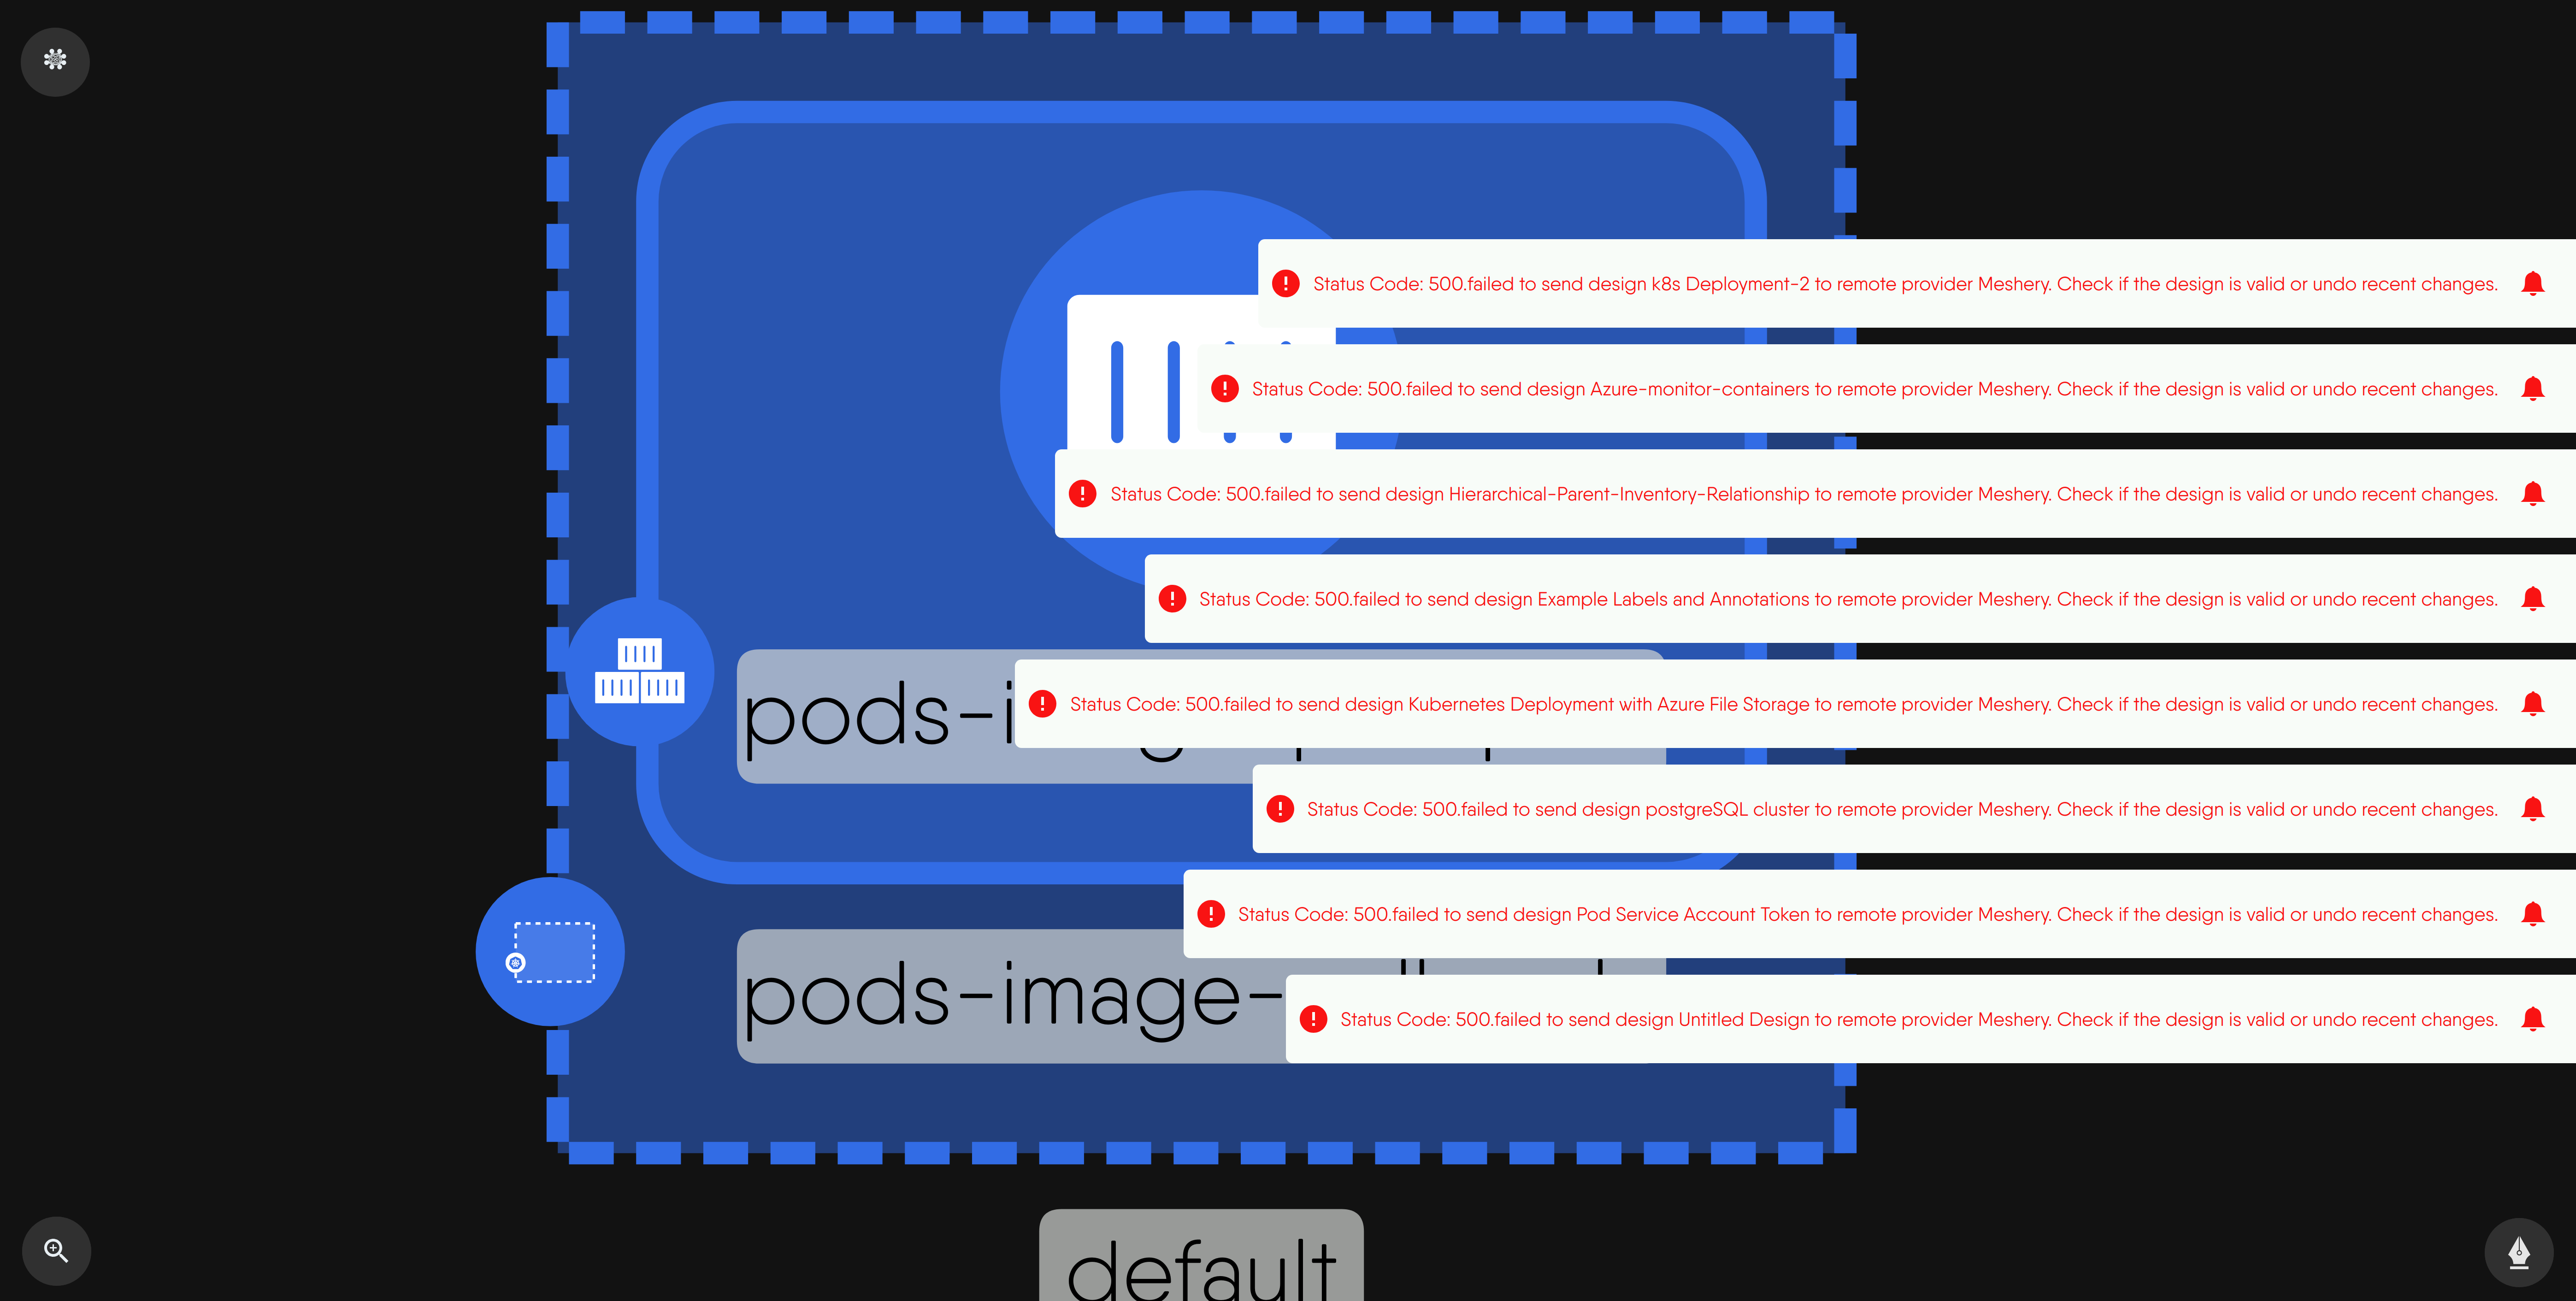 Status Code: 500.failed to send design k8s Deployment-2 to remote provider Meshery. Check if the design is valid or undo recent changes.
Status Code: 500.failed to send design Azure-monitor-containers to remote provider Meshery. Check if the design is valid or undo recent changes.
Status Code: 500.failed to send design Hierarchical-Parent-Inventory-Relationship to remote provider Meshery. Check if the design is valid or undo recent changes.
Status Code: 500.failed to send design Example Labels and Annotations to remote provider Meshery. Check if the design is valid or undo recent changes.
Status Code: 500.failed to send design Kubernetes Deployment with Azure File Storage to remote provider Meshery. Check if the design is valid or undo recent changes.
pods-i
Status Code: 500.failed to send design postgreSQL cluster to remote provider Meshery. Check if the design is valid or undo recent changes.
Status Code: 500.failed to send design Pod Service Account Token to remote provider Meshery. Check if the design is valid or undo recent changes.
pods-image-
Status Code: 500.failed to send design Untitled Design to remote provider Meshery. Check if the design is valid or undo recent changes.
default